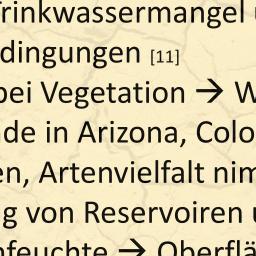 rinkwassermangel
dingungen [11]
bei Vegetation → W
de in Arizona, Colo
en, Artenvielfalt nim
g von Reservoiren u
feuchte → Oberflä